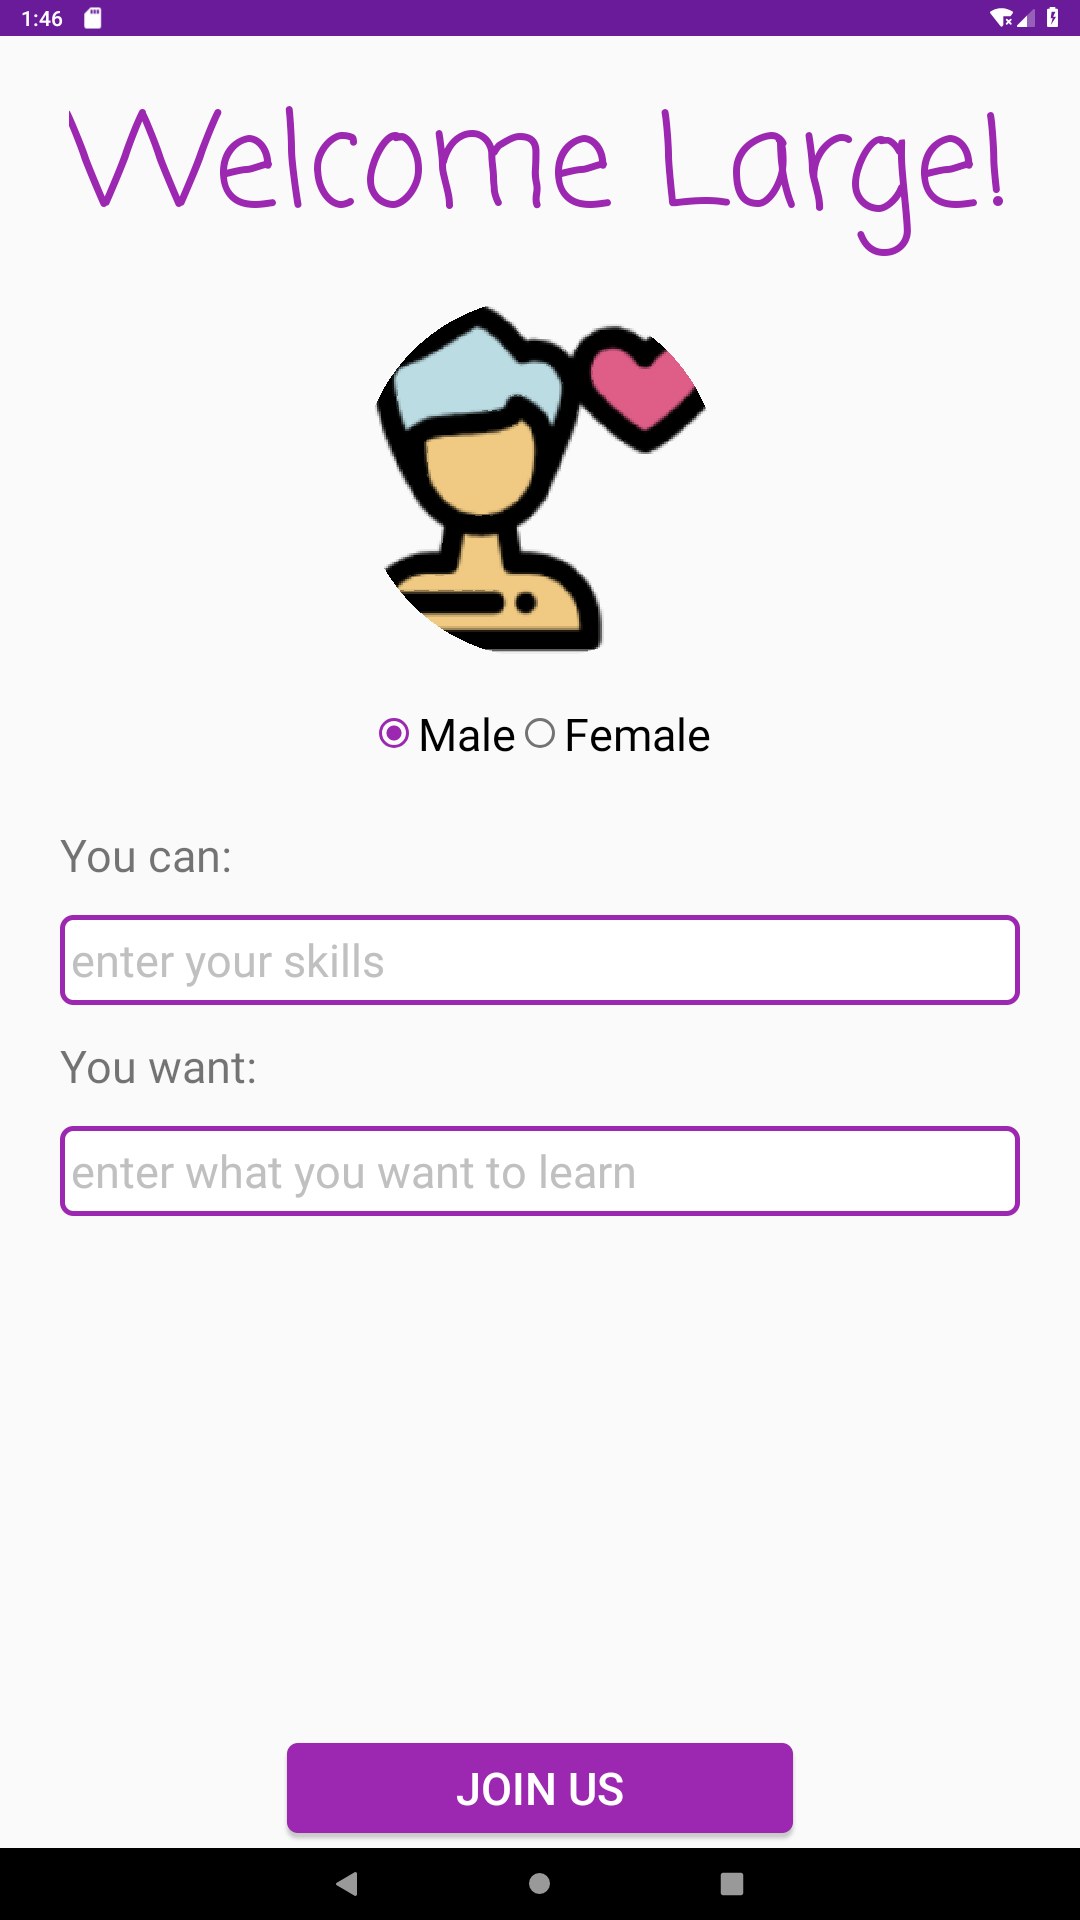 1:46
Welcome Large!
Male Female
You can:
enter your skills
You want:
enter what you want to learn
JOIN US